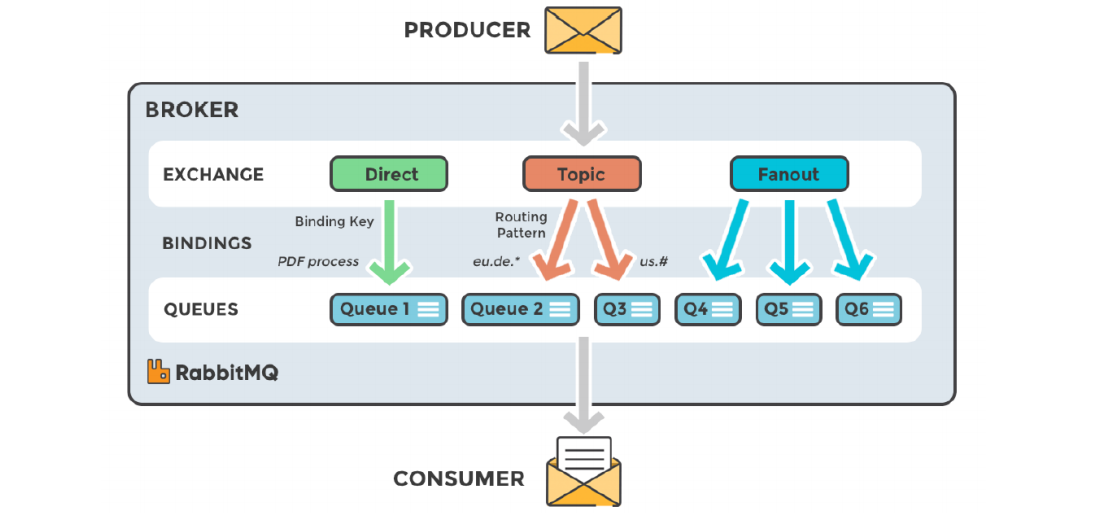 PRODUCER
BROKER
EXCHANGE
Direct
Topic
Fanout
BINDINGS
Binding Key
PDF process
Routing
Pattern
eu.de.*
us.#
QUEUES
Queue 1
Queue 2
Q3
Q4
Q5
Q6
RabbitMQ
CONSUMER